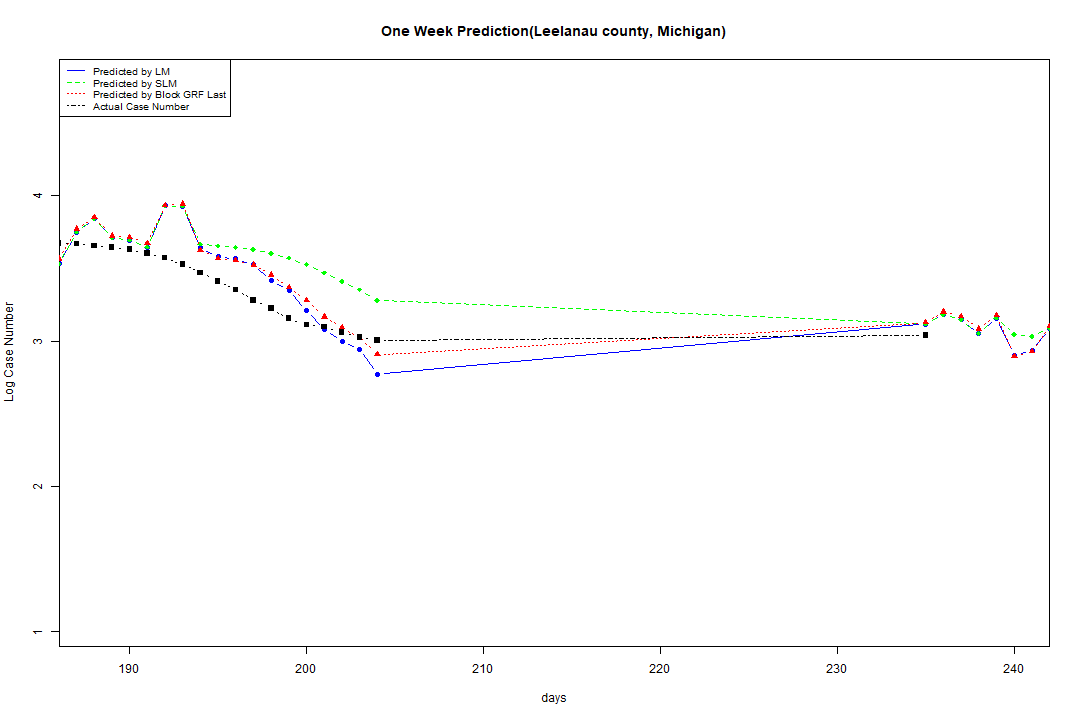 One Week Prediction(Leelanau county, Michigan)
Predicted by LM
Predicted by SLM
Predicted by Block GRF Last
Actual Case Number
4
3
2
1
Log Case Number
190 200 210 220 230 240
days